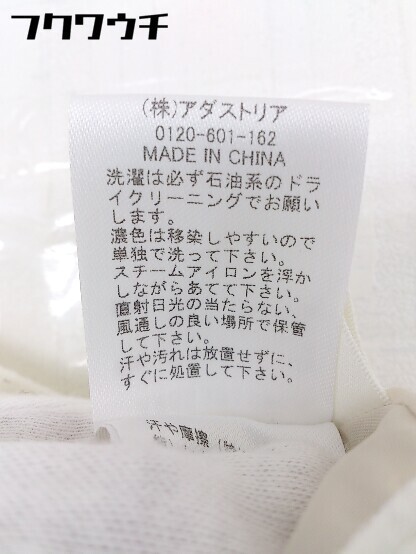 フクワウチ
(株)アダストリア
0120-601-162
MADE IN CHINA
洗濯は必ず石油系のドラ
イクリーニングでお願い
します。
濃色は移染しやすいので
単独で洗って下さい。
スチームアイロンを浮か
しながらあてて下さい。
直射日光の当たらない、
風通しの良い場所で保管
して下さい。
汗や汚れは放置せずに、
すぐに処置して下さい。
汗や摩擦